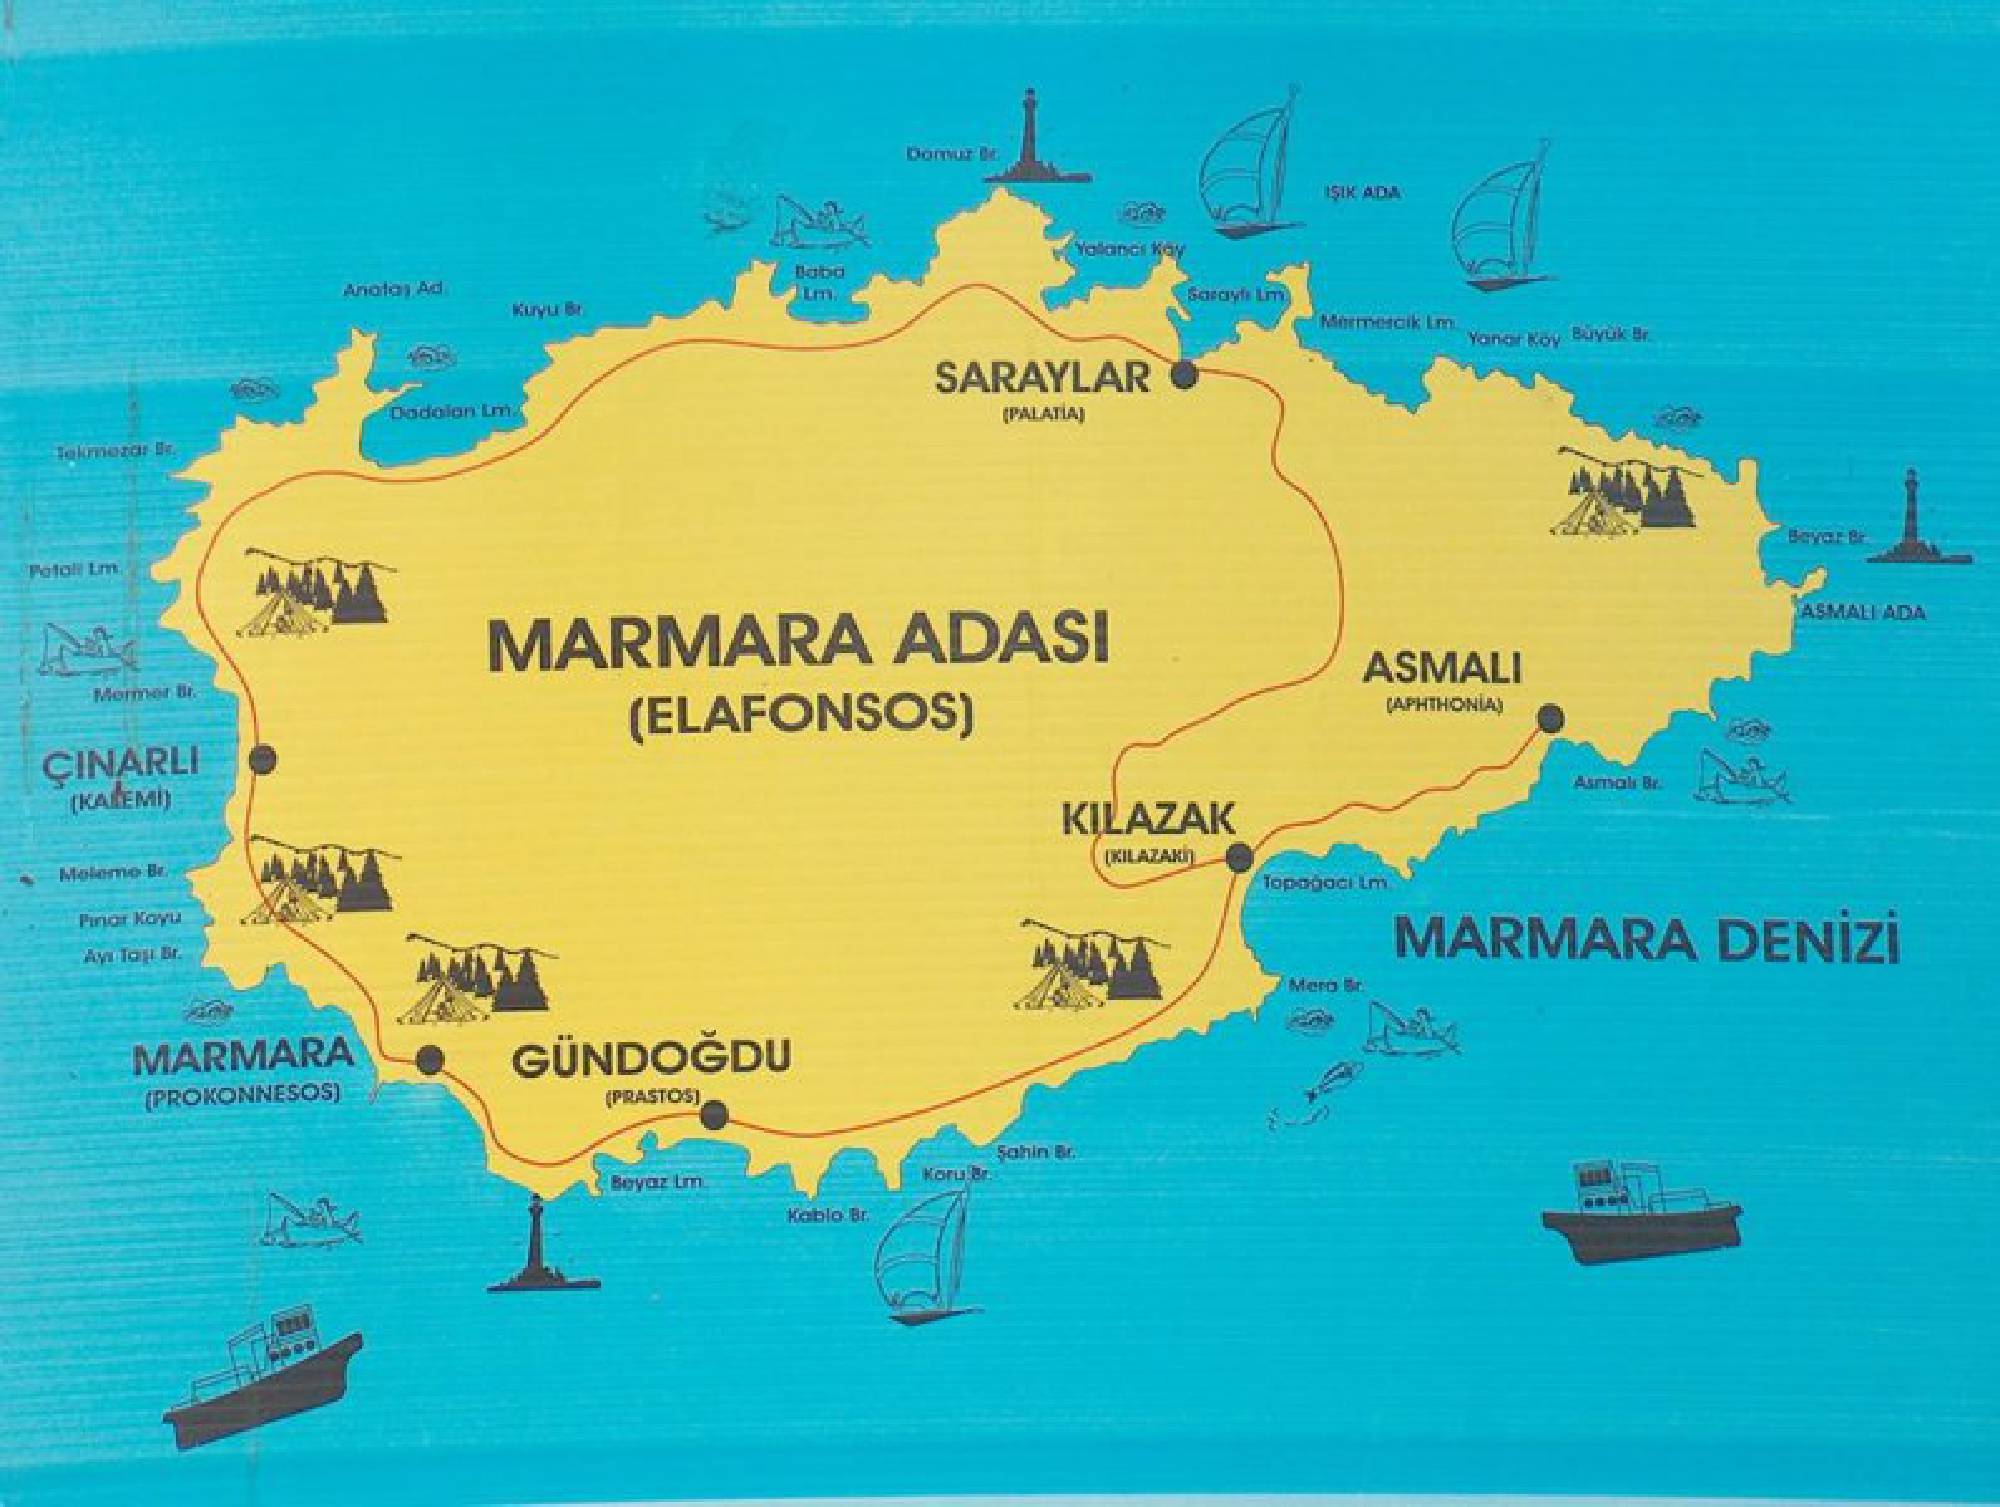 Domuz Br.
IŞIK ADA
Yalancı Köy
Baba
Lm.
Anataş Ad.
Kuyu Br.
Saraylı Lm
Mermercik Lm.
Yanar Köy
Büyük Br.
SARAYLAR
(PALATİA)
Dadalan Lm.
Tekmezar Br.
Beyaz Br.
Petali Lm.
ASMALI ADA
MARMARA ADASI
(ELAFONSOS)
ASMALI
(APHTHONİA)
Mermer Br.
ÇINARLI
(KALEMİ)
Asmalı Br.
KILAZAK
(KILAZAKİ)
Topağacı Lm.
Meleme Br.
Pınar Koyu
Ayı Taşı Br.
MARMARA DENİZİ
Mera Br.
MARMARA
(PROKONNESOS)
GÜNDOĞDU
(PRASTOS)
Şahin Br.
Koru Br.
Beyaz Lm.
Kablo Br.